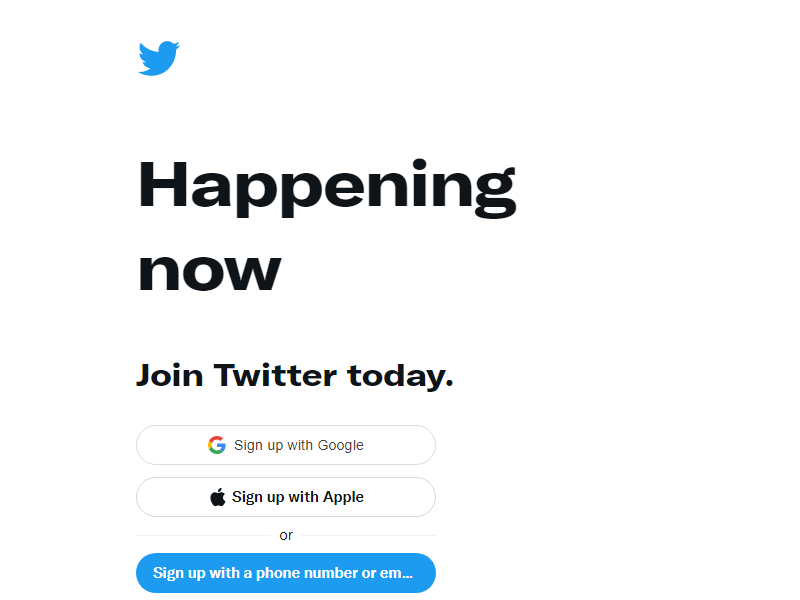 Happening
now
Join Twitter today.
Sign up with Google
Sign up with Apple
or
Sign up with a phone number or em...